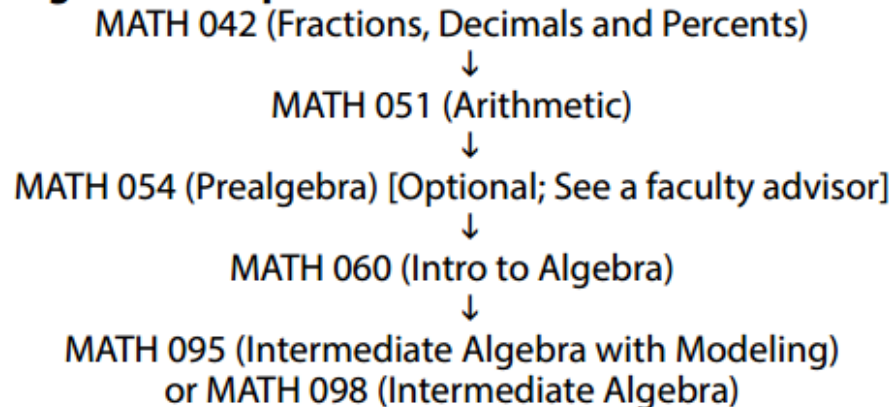 MATH 042 (Fractions, Decimals and Percents)
↓
MATH 051 (Arithmetic)
↓
MATH 054 (Prealgebra) [Optional; See a faculty advisor]
↓
MATH 060 (Intro to Algebra)
↓
MATH 095 (Intermediate Algebra with Modeling)
or MATH 098 (Intermediate Algebra)